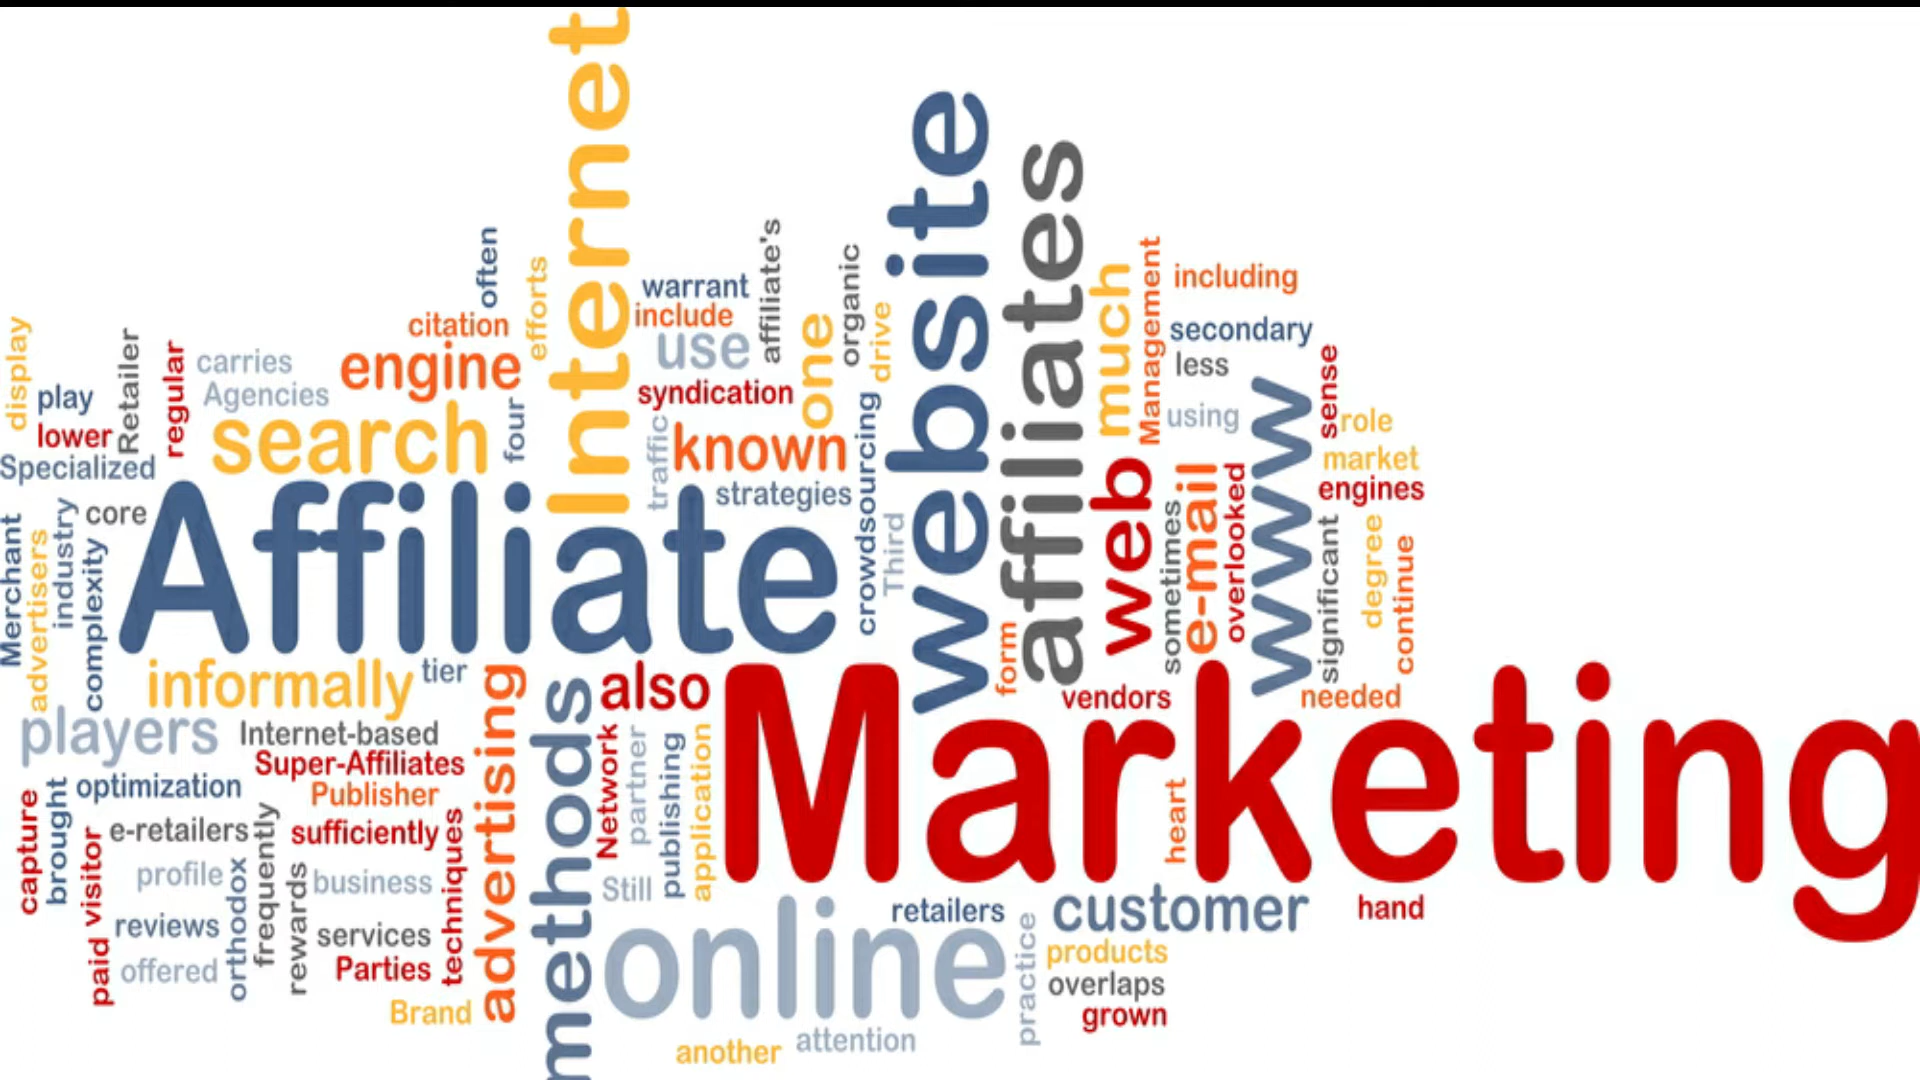 Internet
website
affiliates
often
efforts
citation
engine
warrant
include
use
affiliate's
organic
one
drive
syndication
much
Management
including
secondary
less
using
sense
role
market
engines
display
play
lower
Retailer
regular
carries
Agencies
search
four
Specialized
traffic
known
strategies
crowdsourcing
Third
web
sometimes
e-mail
overlooked
www
significant
degree
continue
Merchant
advertisers
industry
core
complexity
Affiliate
form
vendors
needed
informally
tier
also
players
Internet-based
Super-Affiliates
Publisher
optimization
advertising
methods
Network
partner
publishing
application
Marketing
heart
capture
brought
visitor
paid
e-retailers
frequently
sufficiently
techniques
profile
orthodox
rewards
business
Still
reviews
services
offered
Parties
Brand
online
retailers
customer
hand
practice
products
overlaps
grown
another
attention